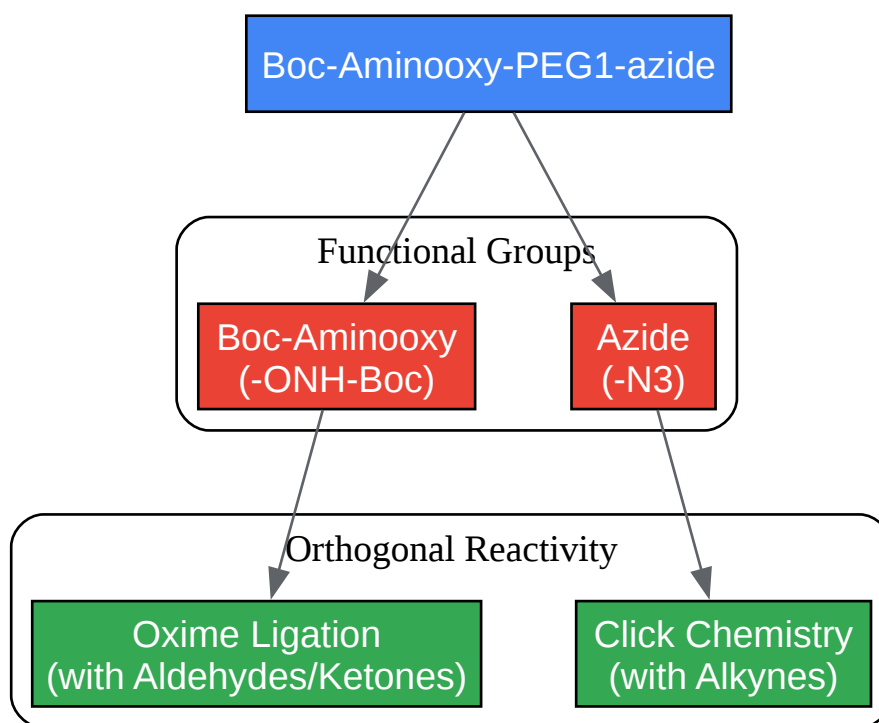 Boc-Aminooxy-PEG1-azide
Functional Groups
Boc-Aminooxy
(-ONH-Boc)
Azide
(-N3)
Orthogonal Reactivity
Oxime Ligation
(with Aldehydes/Ketones)
Click Chemistry
(with Alkynes)